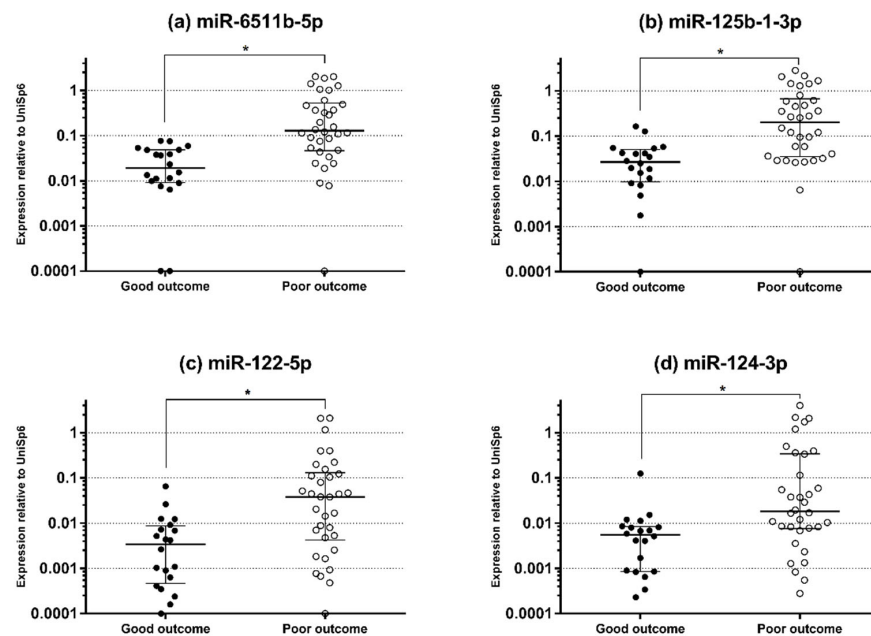 (a) miR-6511b-5p
*
Expression relative to UniSp6
1
0.1
0.01
0.001
0.0001
Good outcome Poor outcome
(b) miR-125b-1-3p
*
Expression relative to UniSp6
1
0.1
0.01
0.001
0.0001
Good outcome Poor outcome
(c) miR-122-5p
*
Expression relative to UniSp6
1
0.1
0.01
0.001
0.0001
Good outcome Poor outcome
(d) miR-124-3p
*
Expression relative to UniSp6
1
0.1
0.01
0.001
0.0001
Good outcome Poor outcome